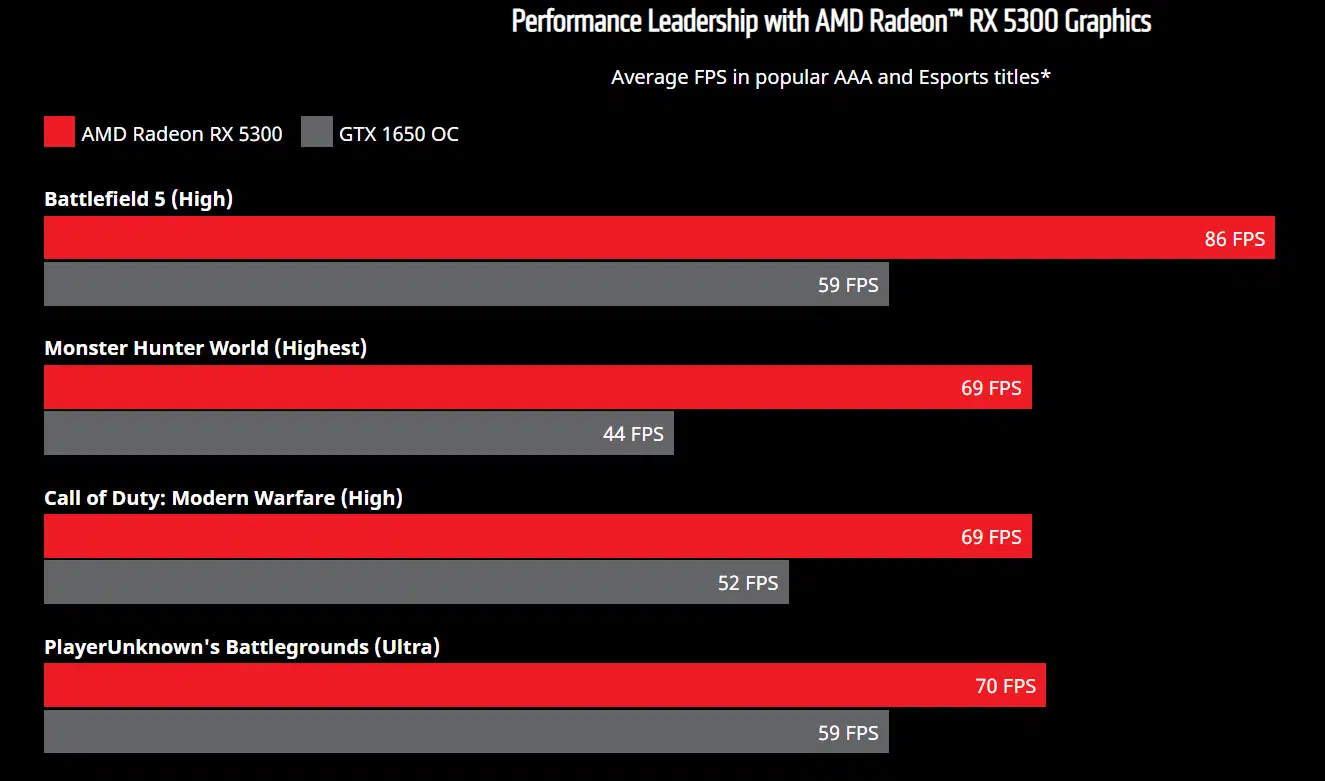 Performance Leadership with AMD Radeon™ RX 5300 Graphics
Average FPS in popular AAA and Esports titles*
AMD Radeon RX 5300 GTX 1650 OC
Battlefield 5 (High)
86 FPS
59 FPS
Monster Hunter World (Highest)
69 FPS
44 FPS
Call of Duty: Modern Warfare (High)
69 FPS
52 FPS
PlayerUnknown's Battlegrounds (Ultra)
70 FPS
59 FPS